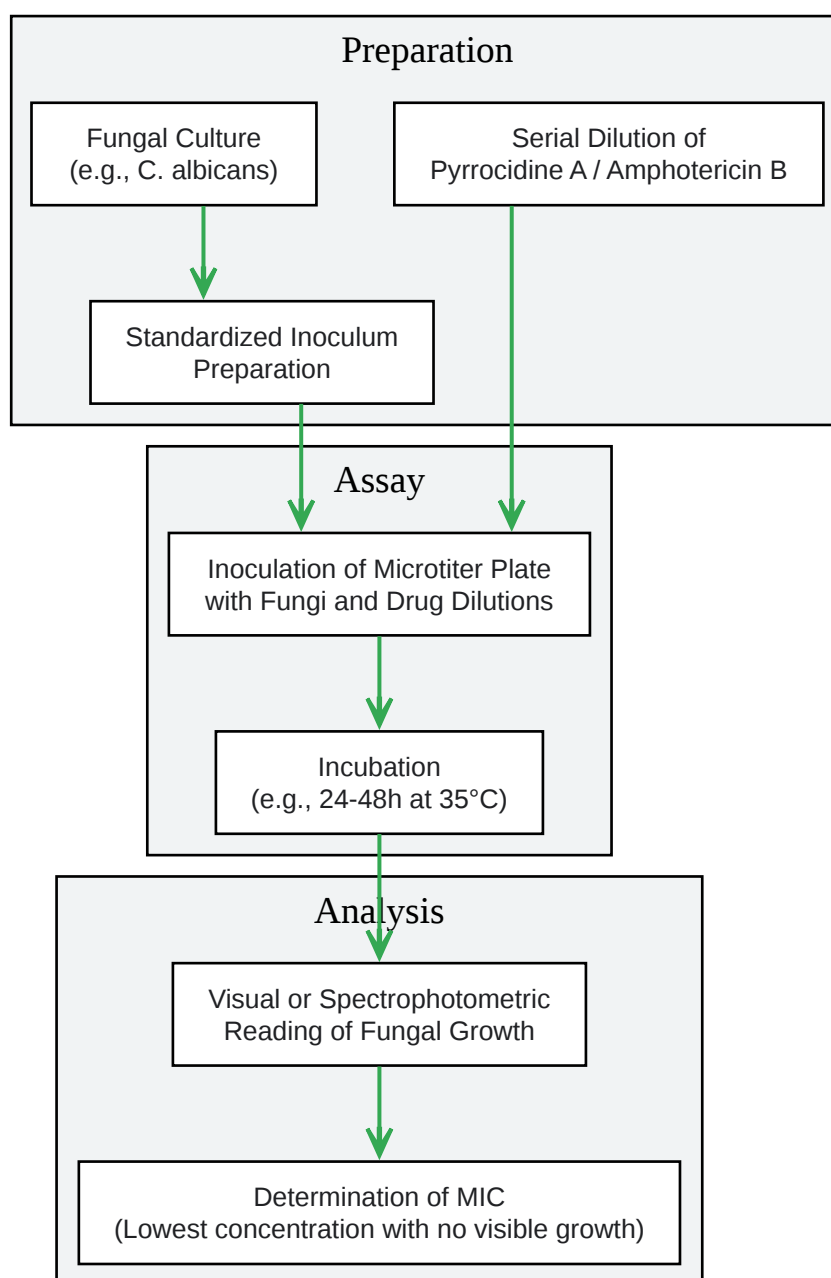 Preparation
Fungal Culture
(e.g., C. albicans)
Serial Dilution of
Pyrrocidine A / Amphotericin B
Standardized Inoculum
Preparation
Assay
Inoculation of Microtiter Plate
with Fungi and Drug Dilutions
Incubation
(e.g., 24-48h at 35°C)
Analysis
Visual or Spectrophotometric
Reading of Fungal Growth
Determination of MIC
(Lowest concentration with no visible growth)